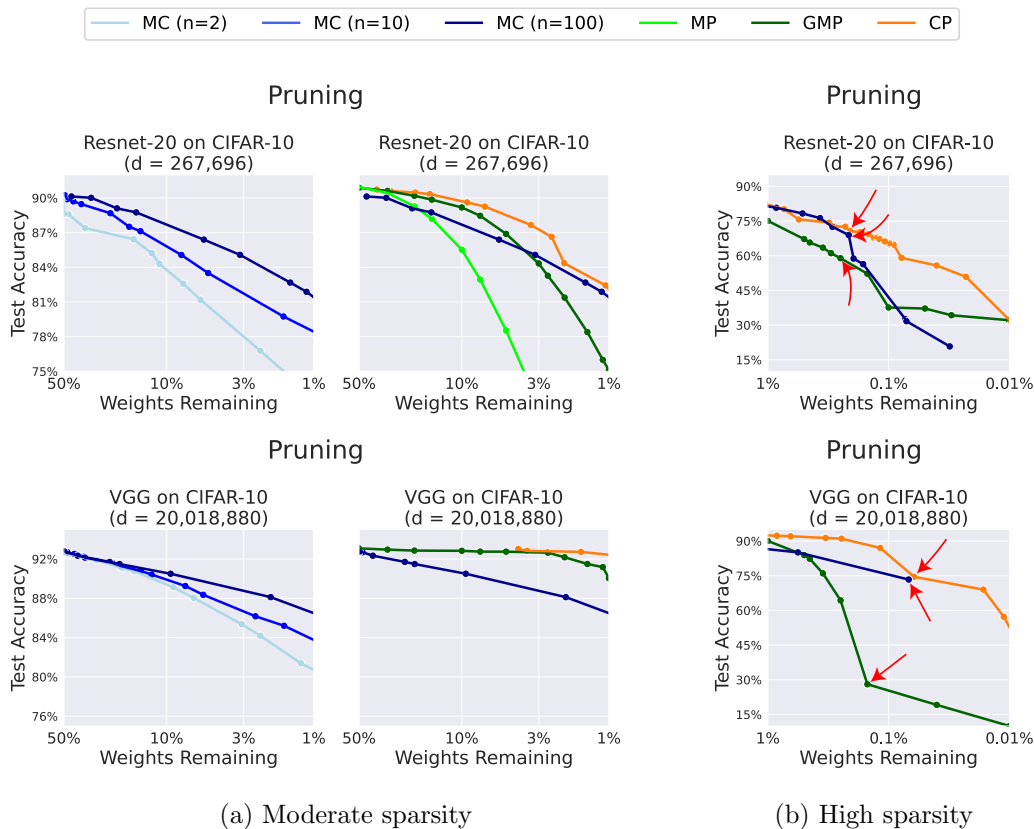 MC (n=2) MC (n=10) MC (n=100) MP GMP CP
Pruning Pruning
Resnet-20 on CIFAR-10 Resnet-20 on CIFAR-10 Resnet-20 on CIFAR-10
(d = 267,696) (d = 267,696) (d = 267,696)
Test Accuracy
90%
87%
84%
81%
78%
75%
50% 10% 3% 1%
Weights Remaining
50% 10% 3% 1%
Weights Remaining
Test Accuracy
90%
75%
60%
45%
30%
15%
1% 0.1% 0.01%
Weights Remaining
Pruning Pruning
VGG on CIFAR-10 VGG on CIFAR-10 VGG on CIFAR-10
(d = 20,018,880) (d = 20,018,880) (d = 20,018,880)
Test Accuracy
92%
88%
84%
80%
76%
50% 10% 3% 1%
Weights Remaining
50% 10% 3% 1%
Weights Remaining
Test Accuracy
90%
75%
60%
45%
30%
15%
1% 0.1% 0.01%
Weights Remaining
(a) Moderate sparsity (b) High sparsity